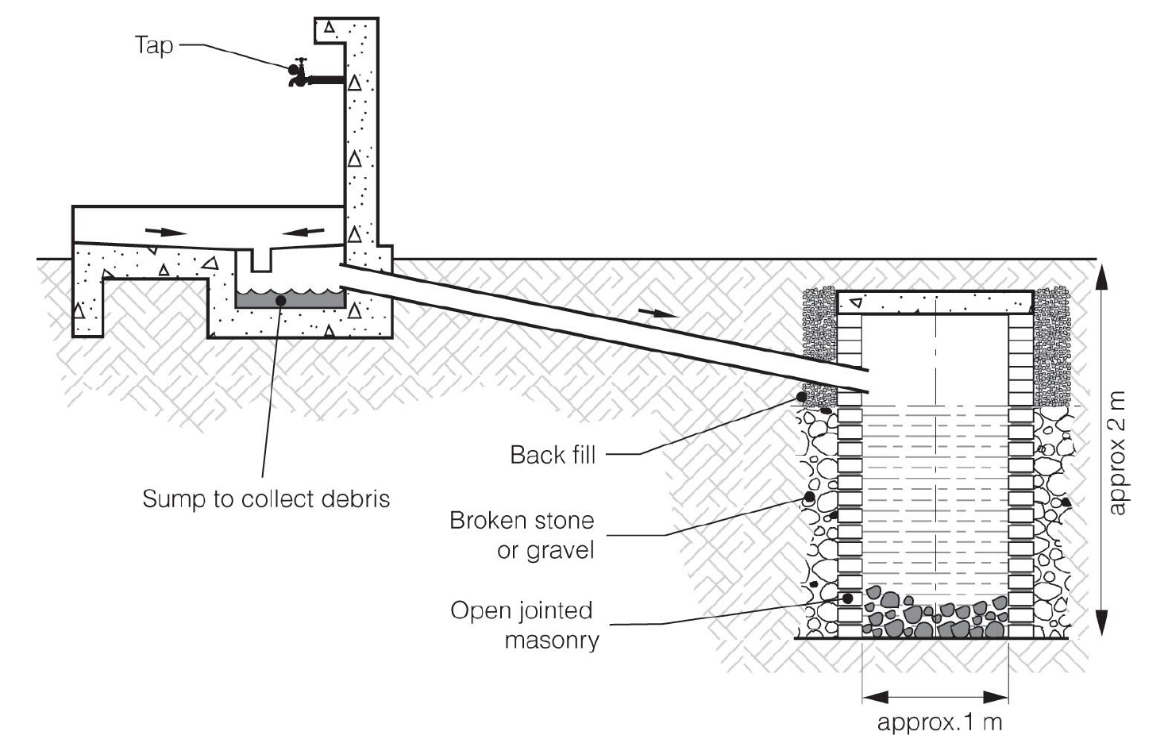 Tap
Sump to collect debris
Back fill
Broken stone
or gravel
Open jointed
masonry
approx 2 m
approx.1 m